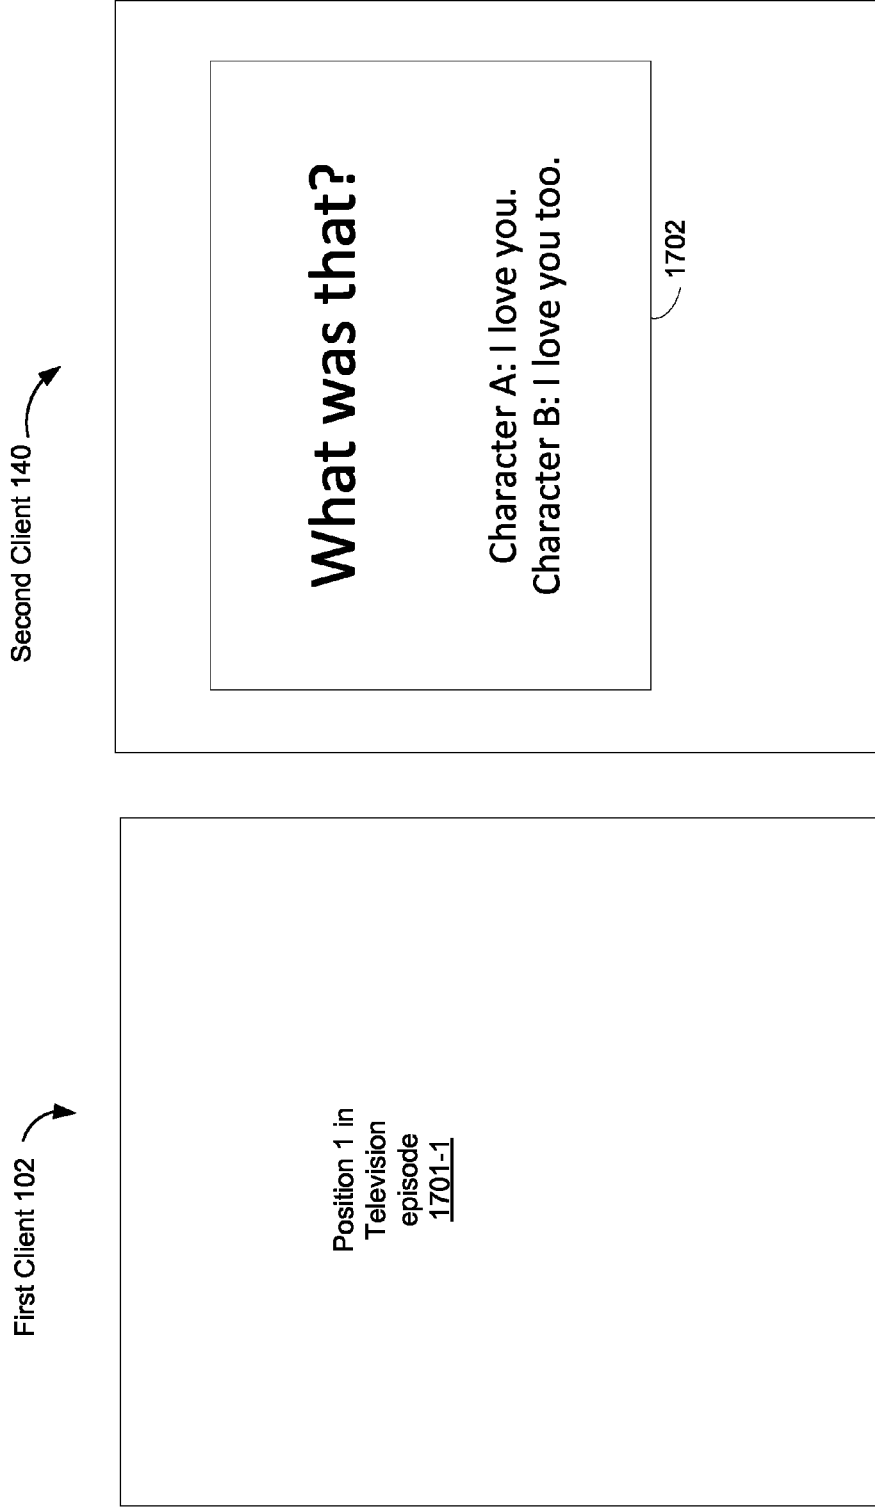 First Client 102
Position 1 in
Television
episode
1701-1
Second Client 140
What was that?
Character A: I love you.
Character B: I love you too.
1702